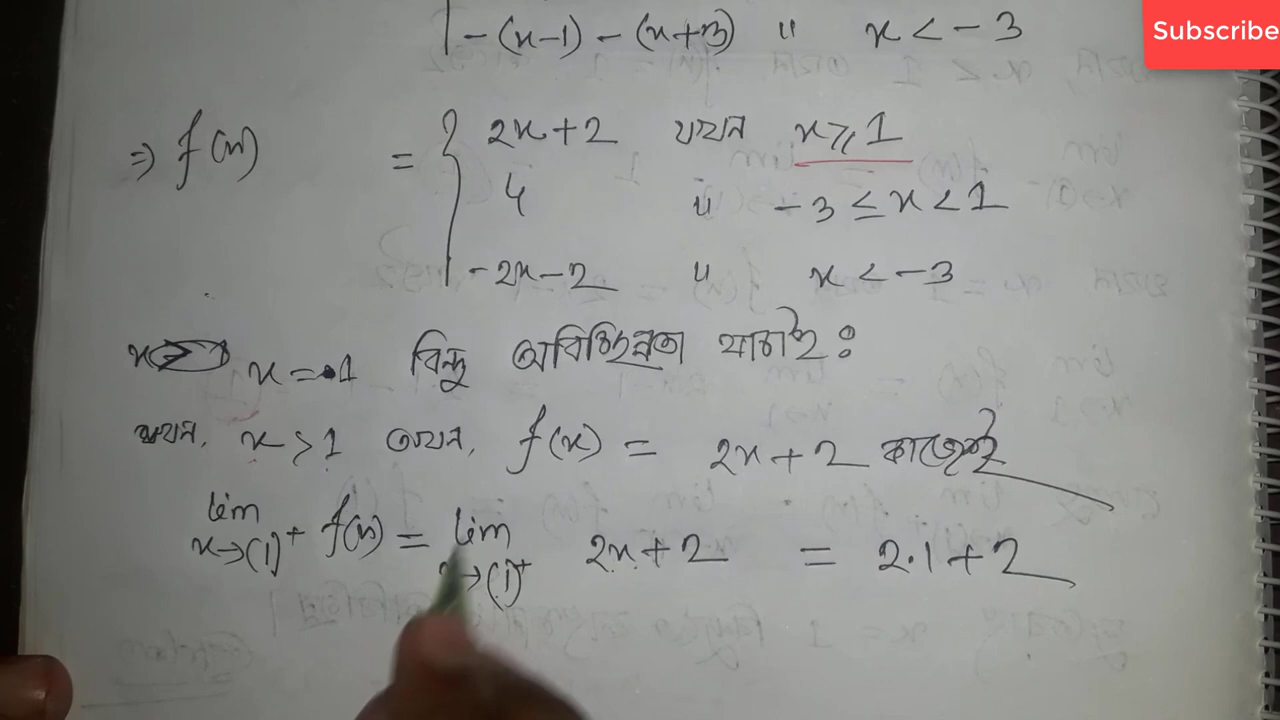 -(x-1) - (x+3) " x < -3
Subscribe
⇒ f(x) = { 2x+2 যখন x ≥ 1
4 " -3 ≤ x < 1
-2x-2 " x < -3
x = 1 বিন্দু অবিচ্ছিন্নতা যাচাই:
যখন, x > 1 তখন, f(x) = 2x+2 কাজেই
lim x→(1)⁺ f(x) = lim x→(1)⁺ 2x+2 = 2.1+2